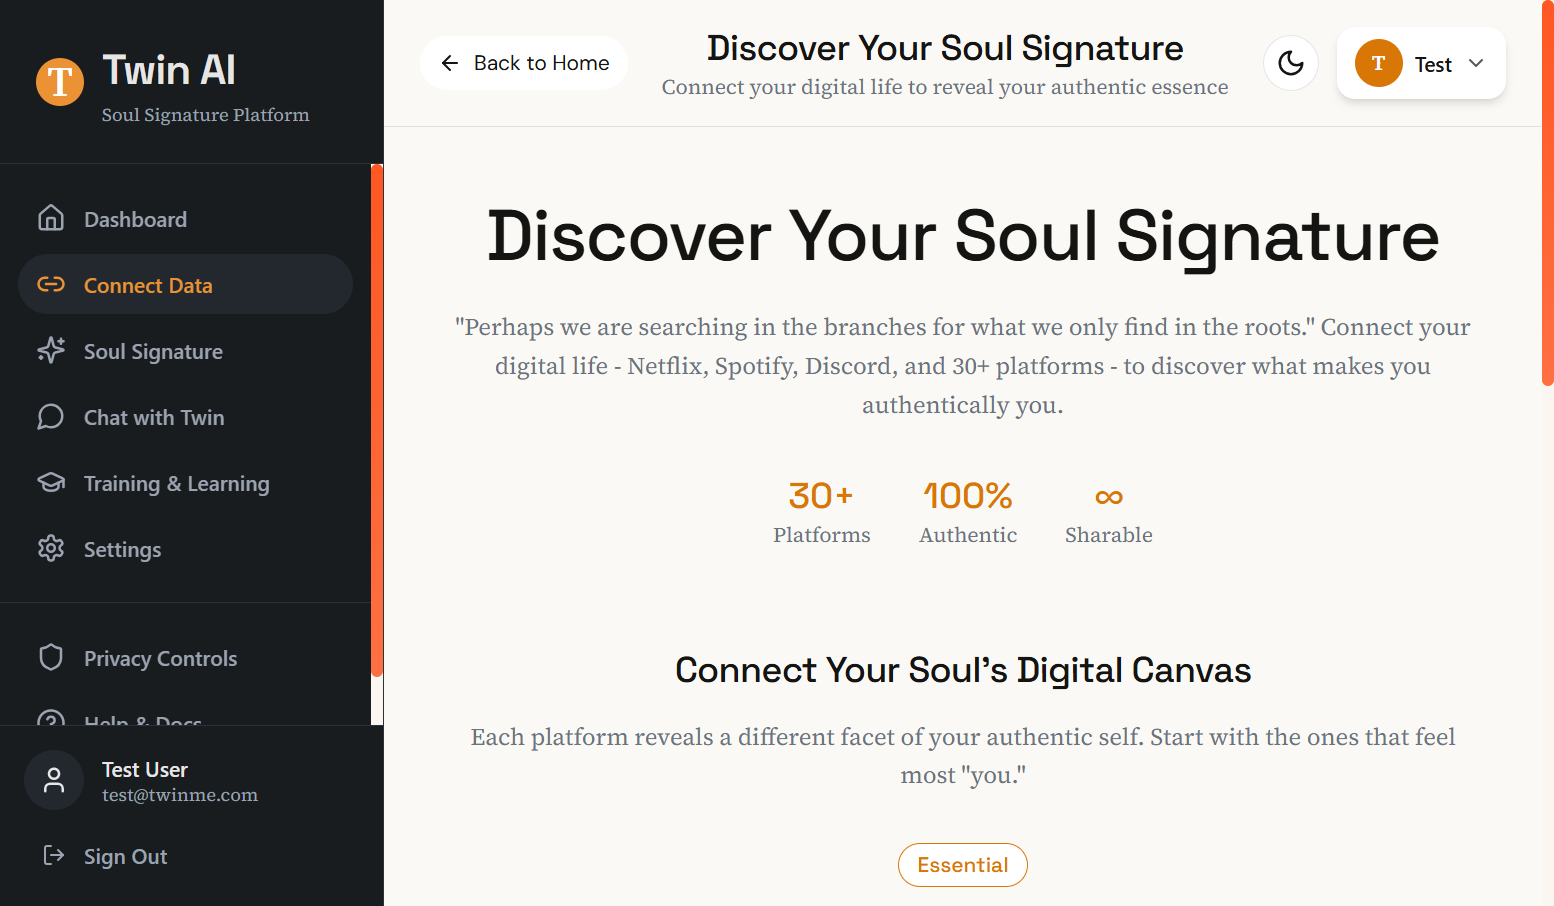 T
Twin AI
Soul Signature Platform
Dashboard
Connect Data
Soul Signature
Chat with Twin
Training & Learning
Settings
Privacy Controls
Help & Docs
Test User
test@twinme.com
Sign Out
Back to Home
Discover Your Soul Signature
Connect your digital life to reveal your authentic essence
T
Test
Discover Your Soul Signature
"Perhaps we are searching in the branches for what we only find in the roots." Connect your
digital life - Netflix, Spotify, Discord, and 30+ platforms - to discover what makes you
authentically you.
30+
Platforms
100%
Authentic
∞
Sharable
Connect Your Soul's Digital Canvas
Each platform reveals a different facet of your authentic self. Start with the ones that feel
most "you."
Essential